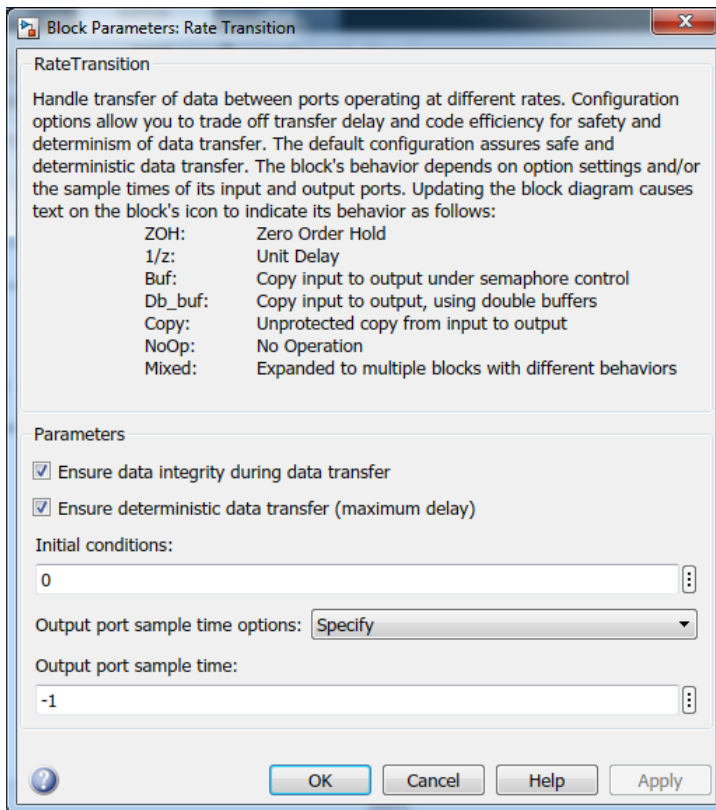 Block Parameters: Rate Transition
RateTransition
Handle transfer of data between ports operating at different rates. Configuration
options allow you to trade off transfer delay and code efficiency for safety and
determinism of data transfer. The default configuration assures safe and
deterministic data transfer. The block's behavior depends on option settings and/or
the sample times of its input and output ports. Updating the block diagram causes
text on the block's icon to indicate its behavior as follows:
ZOH: Zero Order Hold
1/z: Unit Delay
Buf: Copy input to output under semaphore control
Db_buf: Copy input to output, using double buffers
Copy: Unprotected copy from input to output
NoOp: No Operation
Mixed: Expanded to multiple blocks with different behaviors
Parameters
Ensure data integrity during data transfer
Ensure deterministic data transfer (maximum delay)
Initial conditions:
0
Output port sample time options: Specify
Output port sample time:
-1
OK Cancel Help Apply